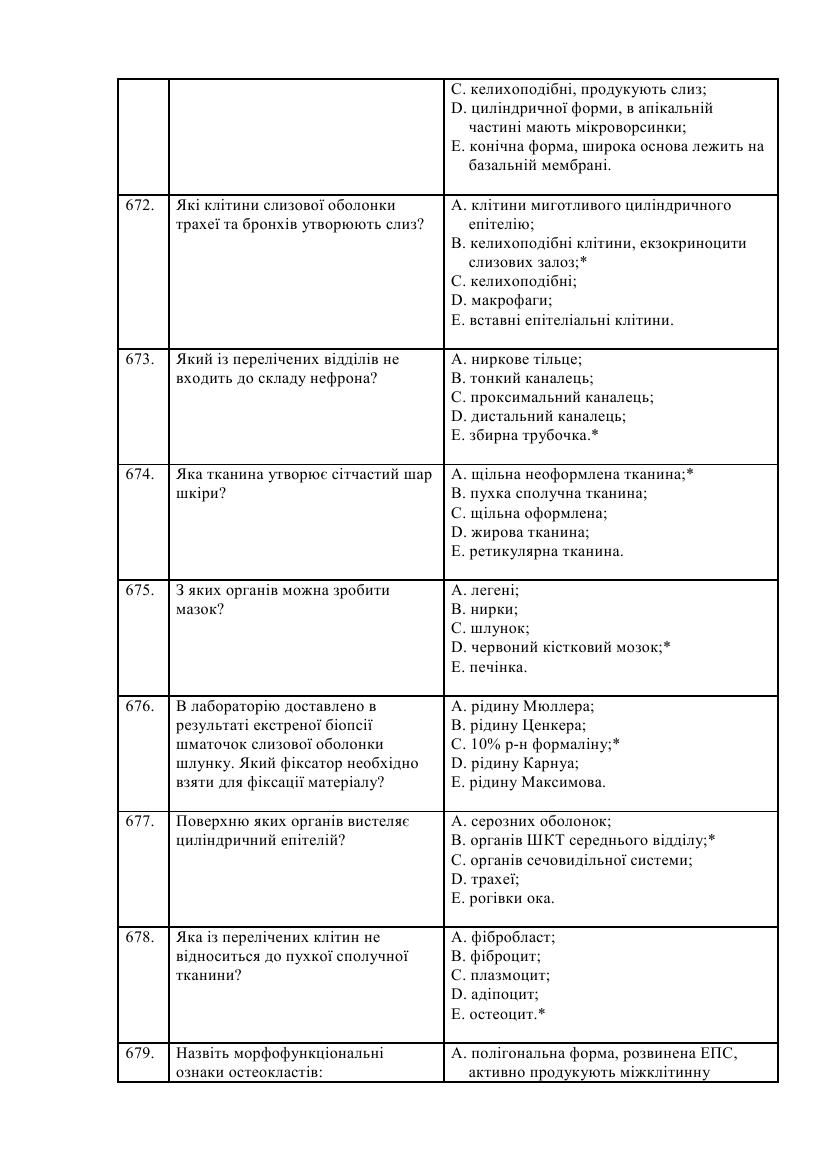 C. келихоподібні, продукують слиз;
D. циліндричної форми, в апікальній
частині мають мікроворсинки;
E. конічна форма, широка основа лежить на
базальній мембрані.
672.
Які клітини слизової оболонки
трахеї та бронхів утворюють слиз?
A. клітини миготливого циліндричного
епітелію;
B. келихоподібні клітини, екзокриноцити
слизових залоз;*
C. келихоподібні;
D. макрофаги;
E. вставні епітеліальні клітини.
673.
Який із перелічених відділів не
входить до складу нефрона?
A. ниркове тільце;
B. тонкий каналець;
C. проксимальний каналець;
D. дистальний каналець;
E. збирна трубочка.*
674.
Яка тканина утворює сітчастий шар
шкіри?
A. щільна неоформлена тканина;*
B. пухка сполучна тканина;
C. щільна оформлена;
D. жирова тканина;
E. ретикулярна тканина.
675.
З яких органів можна зробити
мазок?
A. легені;
B. нирки;
C. шлунок;
D. червоний кістковий мозок;*
E. печінка.
676.
В лабораторію доставлено в
результаті екстреної біопсії
шматочок слизової оболонки
шлунку. Який фіксатор необхідно
взяти для фіксації матеріалу?
A. рідину Мюллера;
B. рідину Ценкера;
C. 10% р-н формаліну;*
D. рідину Карнуа;
E. рідину Максимова.
677.
Поверхню яких органів вистеляє
циліндричний епітелій?
A. серозних оболонок;
B. органів ШКТ середнього відділу;*
C. органів сечовидільної системи;
D. трахеї;
E. рогівки ока.
678.
Яка із перелічених клітин не
відноситься до пухкої сполучної
тканини?
A. фібробласт;
B. фіброцит;
C. плазмоцит;
D. адіпоцит;
E. остеоцит.*
679.
Назвіть морфофункціональні
ознаки остеокластів:
A. полігональна форма, розвинена ЕПС,
активно продукують міжклітинну